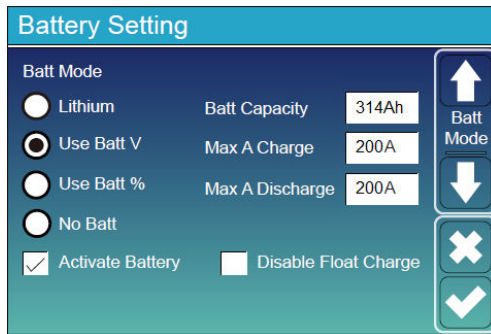 Battery Setting
Batt Mode
Lithium
Batt Capacity 314Ah
Use Batt V
Max A Charge 200A
Use Batt %
Max A Discharge 200A
No Batt
Activate Battery
Disable Float Charge
Batt
Mode